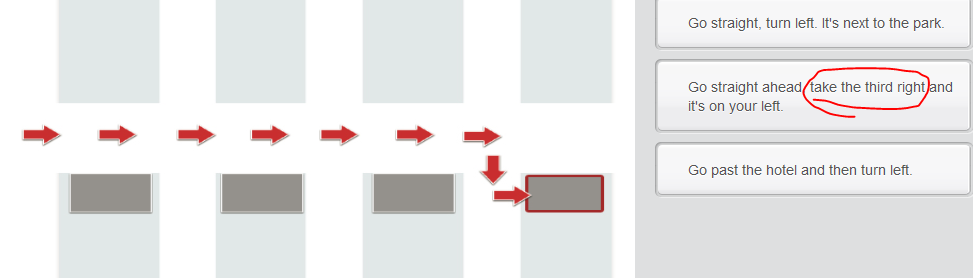 Go straight, turn left. It's next to the park.
Go straight ahead, take the third right and
it's on your left.
Go past the hotel and then turn left.